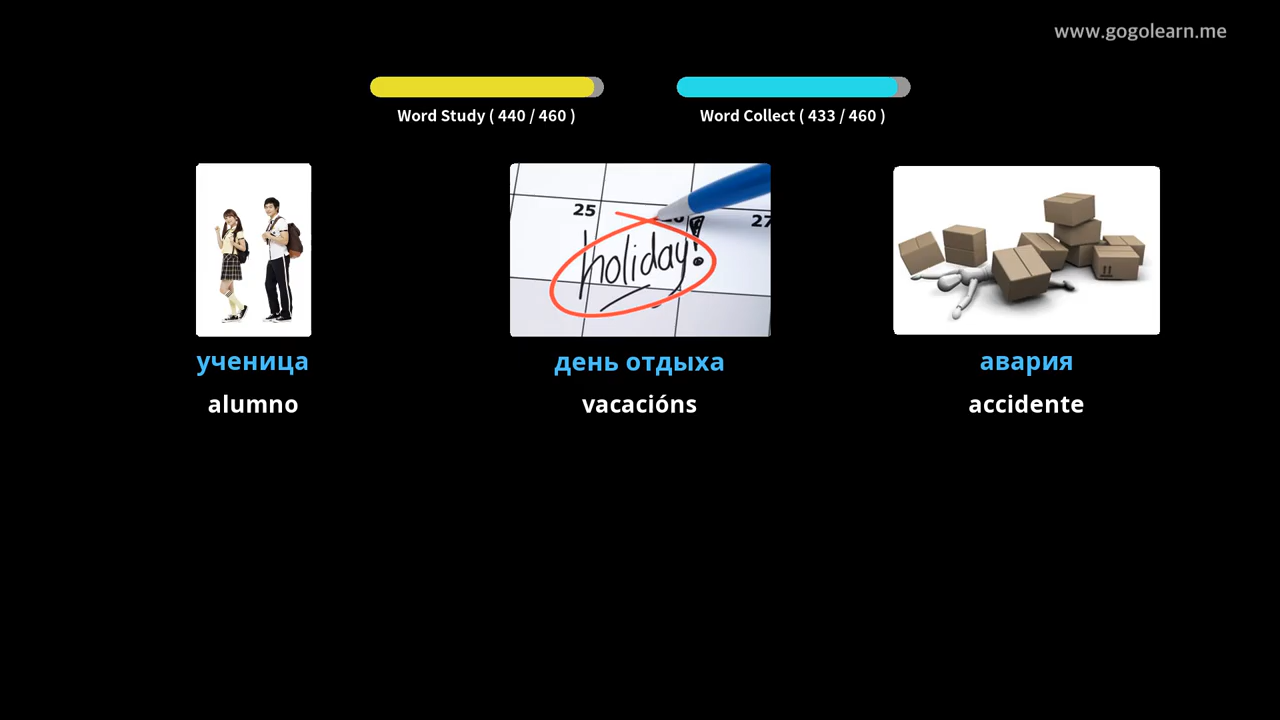 www.gogolearn.me
Word Study ( 440 / 460 )
Word Collect ( 433 / 460 )
25
27
holiday!
ученица
день отдыха
авария
alumno
vacacións
accidente